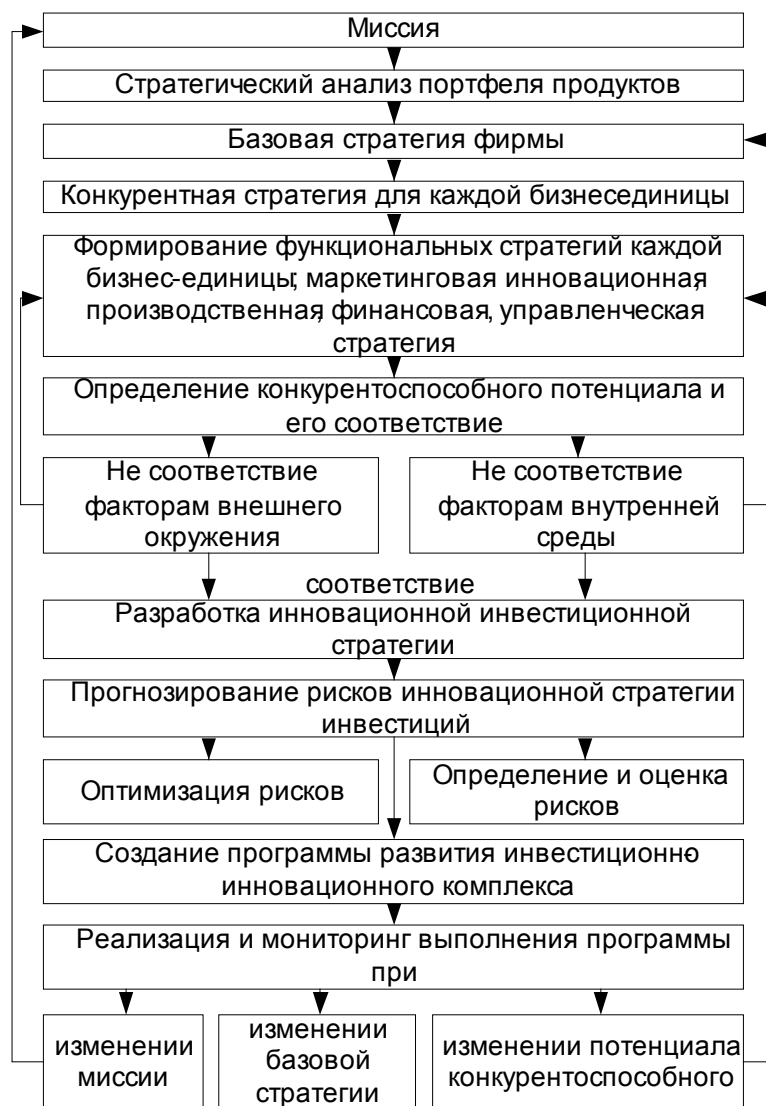 Миссия
Стратегический анализ портфеля продуктов
Базовая стратегия фирмы
Конкурентная стратегия для каждой бизнесединицы
Формирование функциональных стратегий каждой
бизнес-единицы; маркетинговая инновационная,
производственная, финансовая, управленческая
стратегия
Определение конкурентоспособного потенциала и
его соответствие
Не соответствие
факторам внешнего
окружения
Не соответствие
факторам внутренней
среды
соответствие
Разработка инновационной инвестиционной
стратегии
Прогнозирование рисков инновационной стратегии
инвестиций
Оптимизация рисков
Определение и оценка
рисков
Создание программы развития инвестиционно-
инновационного комплекса
Реализация и мониторинг выполнения программы
при
изменении
миссии
изменении
базовой
стратегии
изменении потенциала
конкурентоспособного